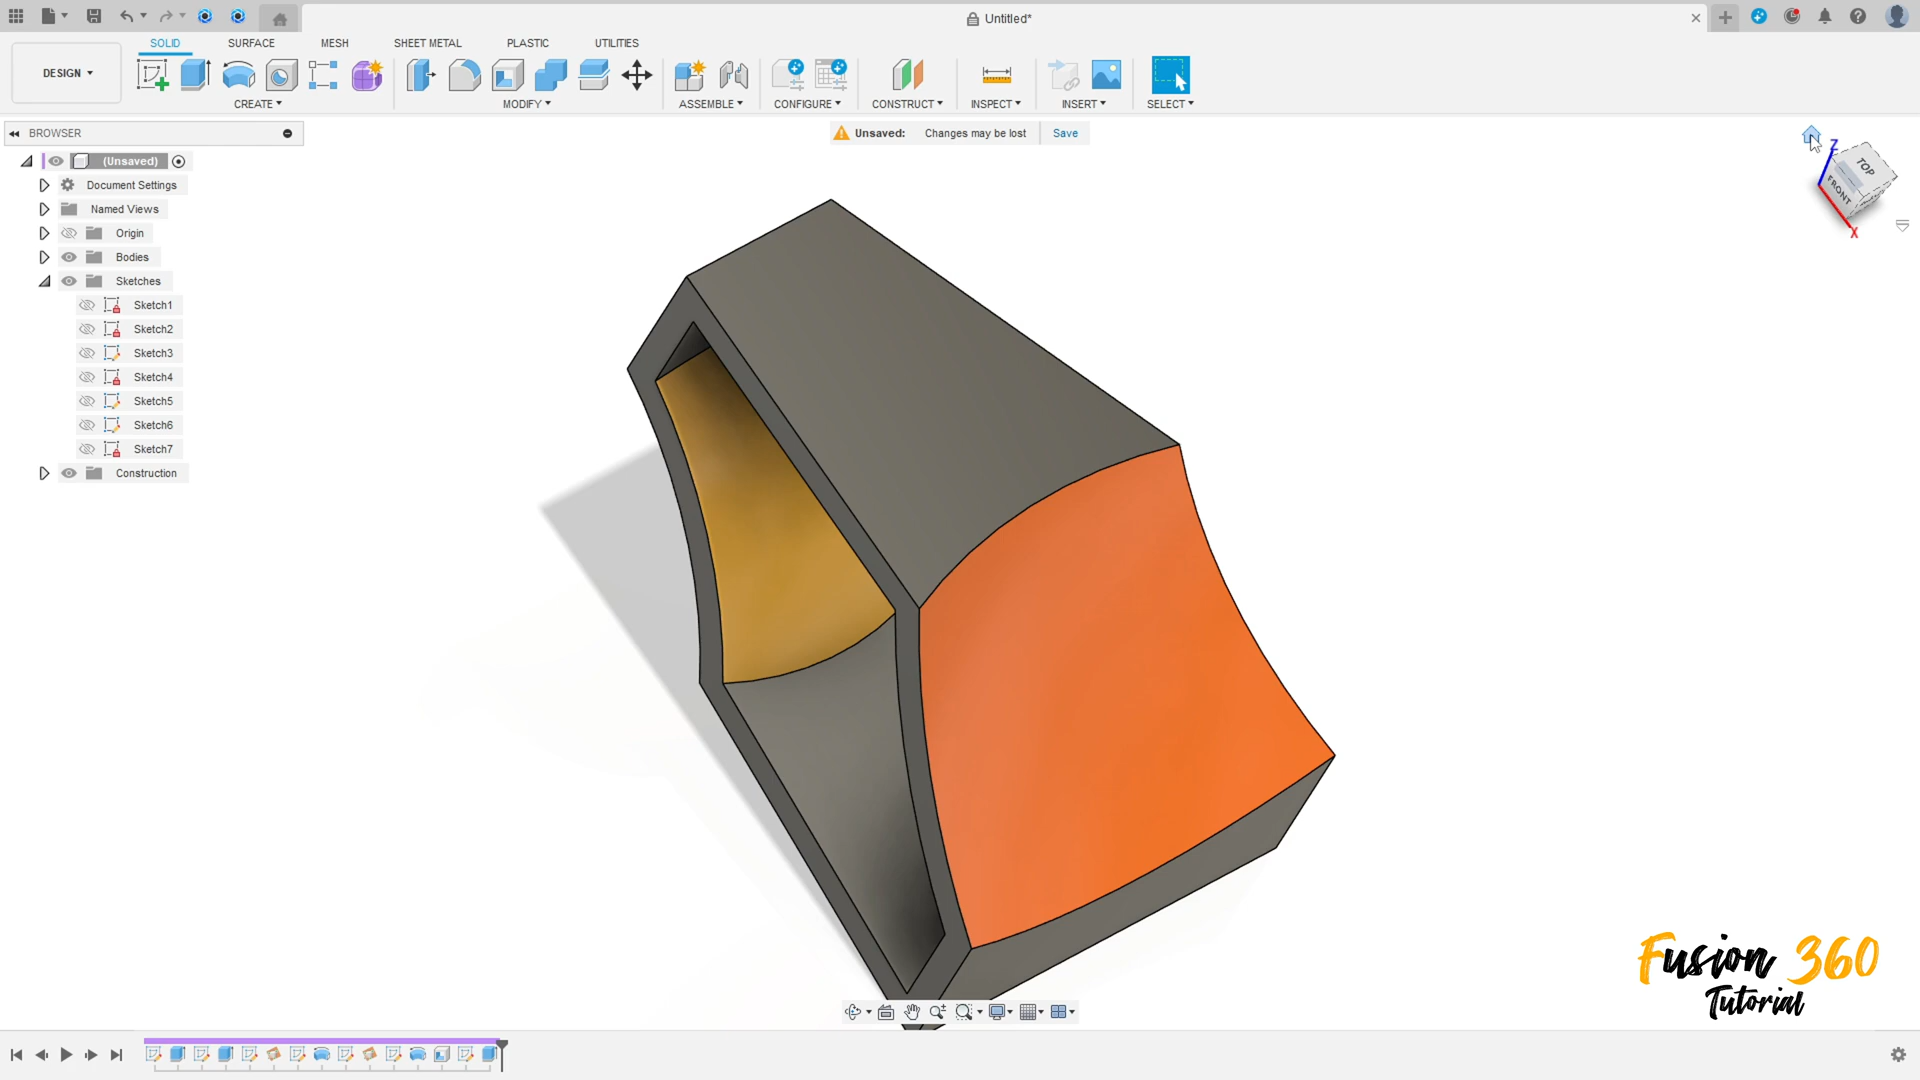 Untitled*
SOLID SURFACE MESH SHEET METAL PLASTIC UTILITIES
DESIGN
CREATE MODIFY ASSEMBLE CONFIGURE CONSTRUCT INSPECT INSERT SELECT
BROWSER
Unsaved: Changes may be lost Save
(Unsaved)
Document Settings
Named Views
Origin
Bodies
Sketches
Sketch1
Sketch2
Sketch3
Sketch4
Sketch5
Sketch6
Sketch7
Construction
Z
TOP
FRONT
X
Fusion 360
Tutorial